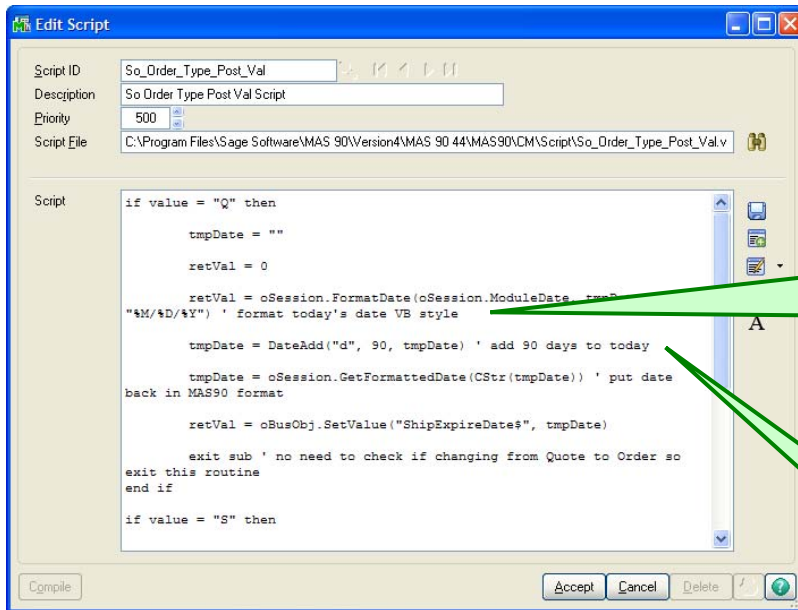 Edit Script
Script ID So_Order_Type_Post_Val
Description So Order Type Post Val Script
Priority 500
Script File C:\Program Files\Sage Software\MAS 90\Version4\MAS 90 44\MAS90\CM\Script\So_Order_Type_Post_Val.v
Script
if value = "Q" then
tmpDate = ""
retVal = 0
retVal = oSession.FormatDate(oSession.ModuleDate,
"%M/%D/%Y") ' format today's date VB style
A
tmpDate = DateAdd("d", 90, tmpDate) ' add 90 days to today
tmpDate = oSession.GetFormattedDate(CStr(tmpDate)) ' put date
back in MAS90 format
retVal = oBusObj.SetValue("ShipExpireDate$", tmpDate)
exit sub ' no need to check if changing from Quote to Order so
exit this routine
end if
if value = "S" then
Compile Accept Cancel Delete